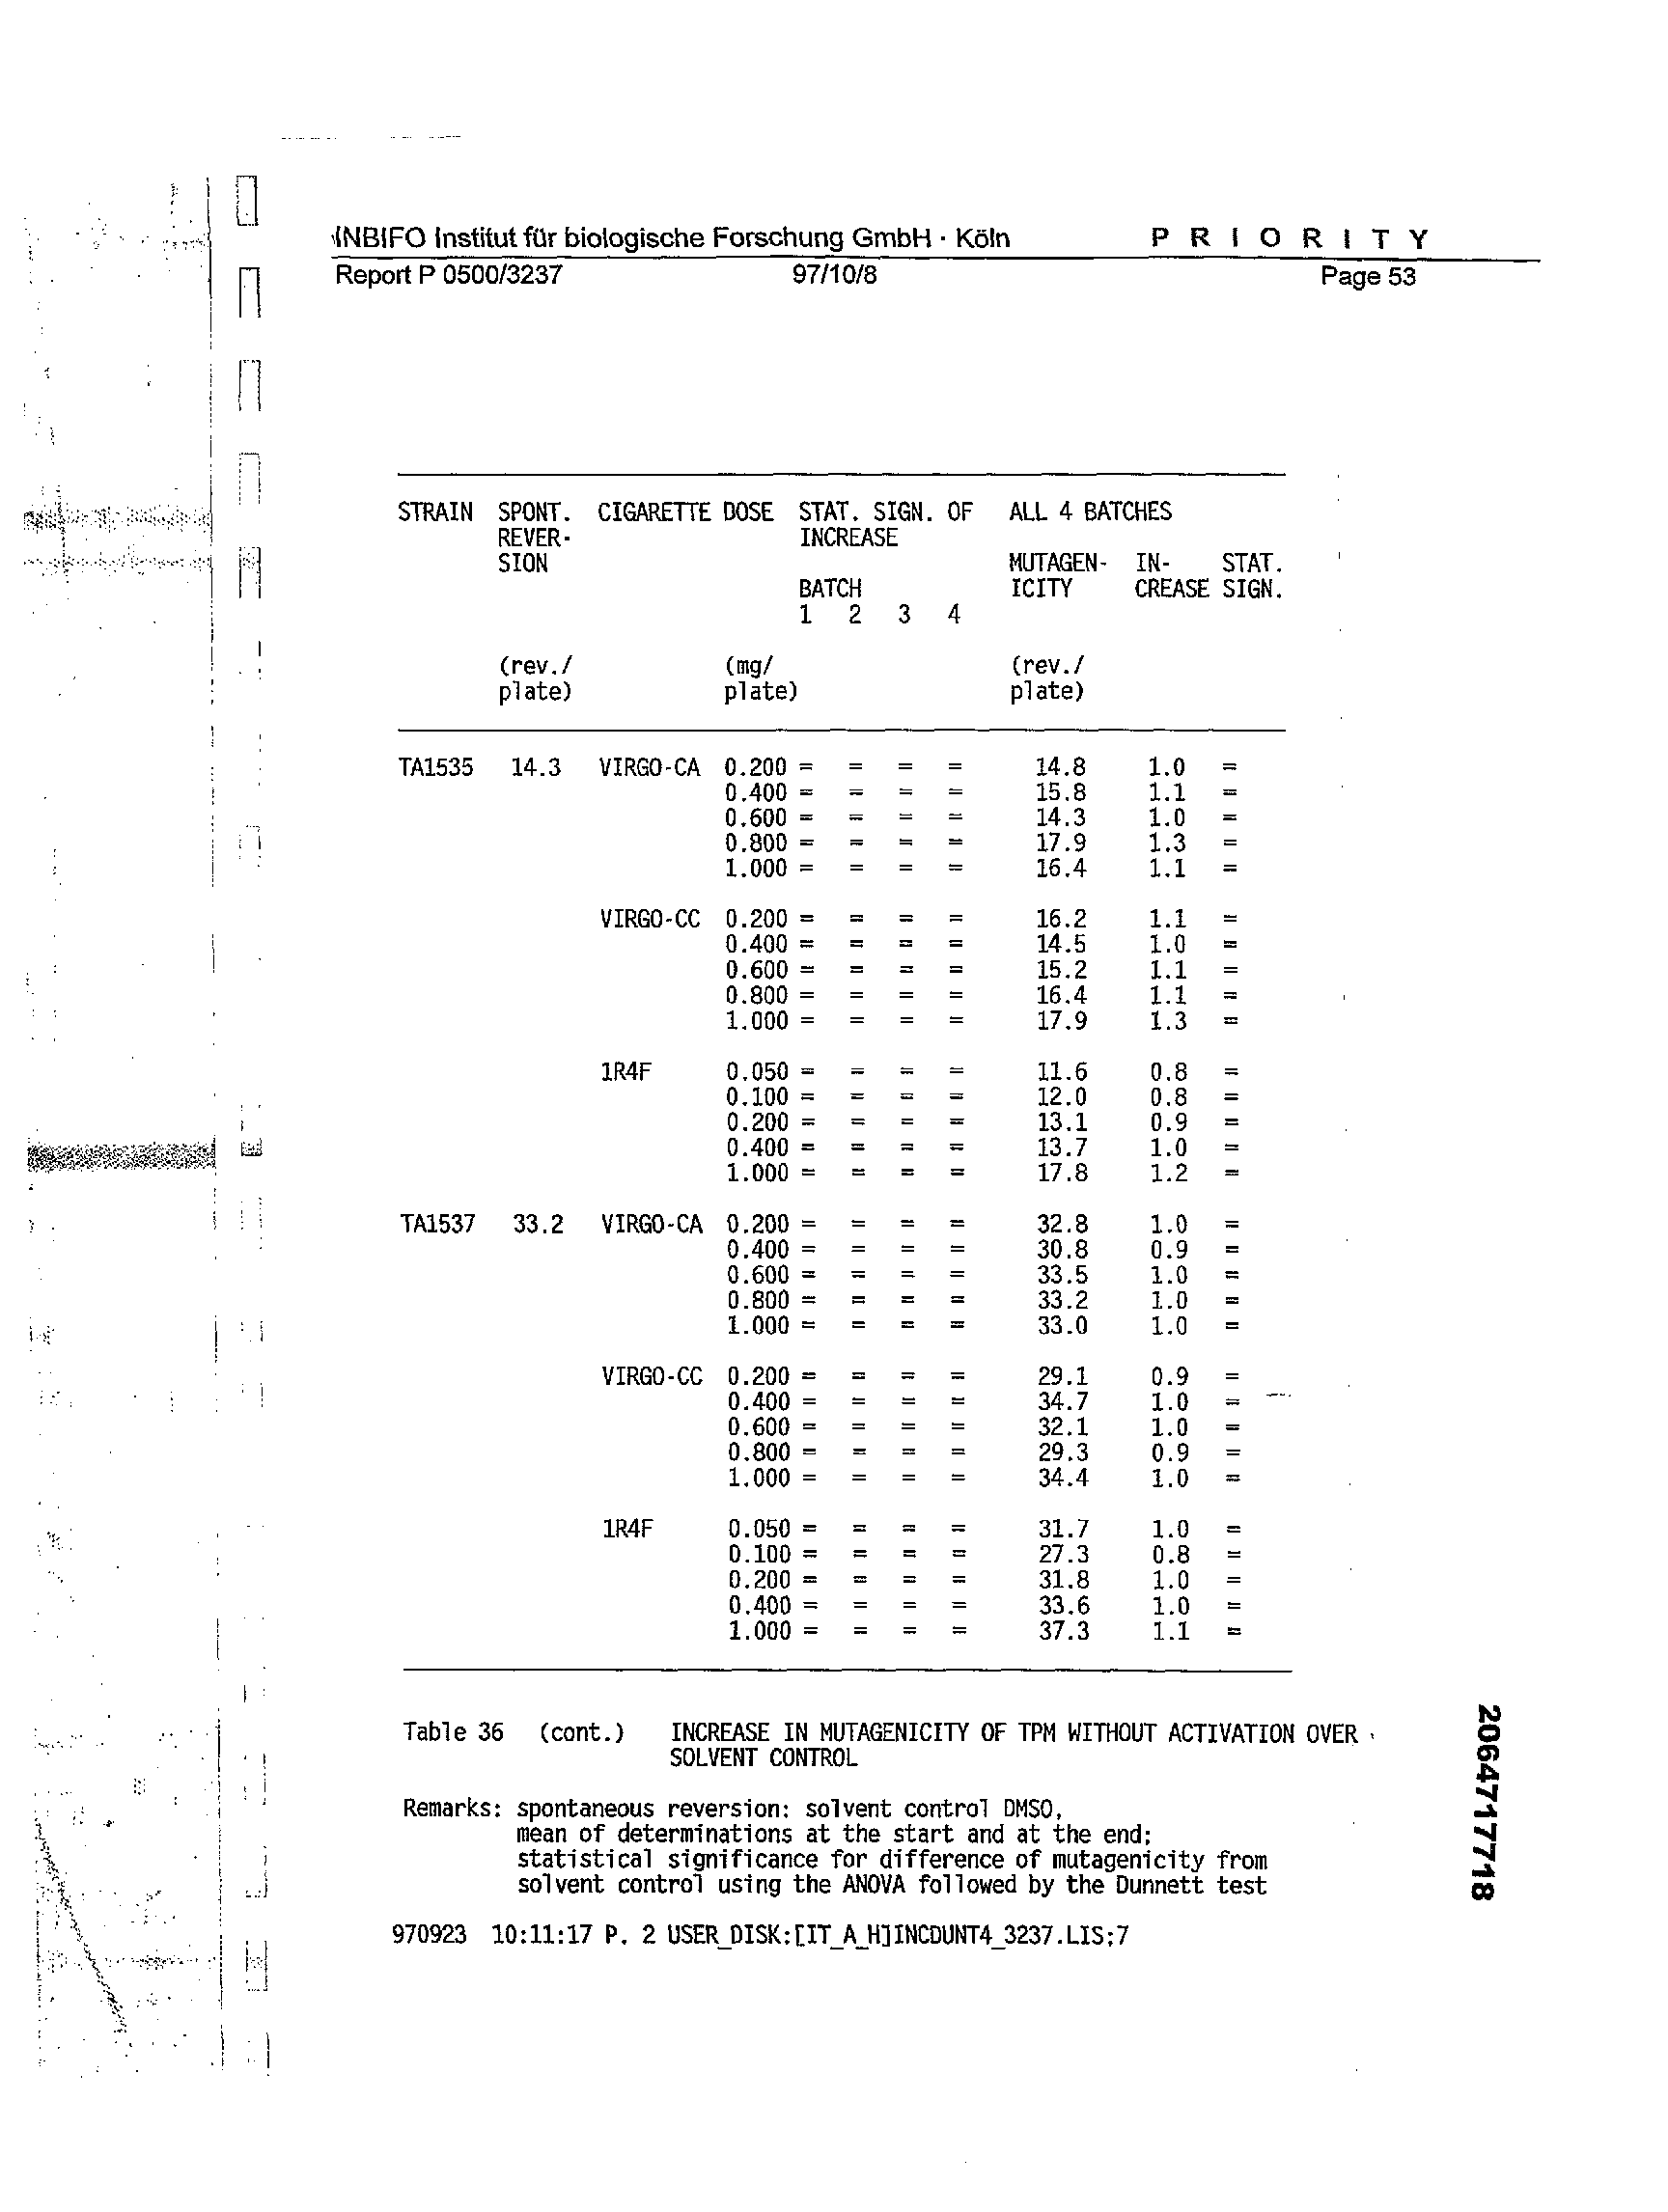 INBIFO Institut für biologische Forschung GmbH · Köln PRIORITY
Report P 0500/3237 97/10/8 Page 53
STRAIN SPONT. CIGARETTE DOSE STAT. SIGN. OF ALL 4 BATCHES
REVER- INCREASE
SION MUTAGEN- IN- STAT.
BATCH ICITY CREASE SIGN.
1 2 3 4
(rev./ (mg/ (rev./
plate) plate) plate)
TA1535 14.3 VIRGO-CA 0.200 = = = = 14.8 1.0 =
0.400 = = = = 15.8 1.1 =
0.600 = = = = 14.3 1.0 =
0.800 = = = = 17.9 1.3 =
1.000 = = = = 16.4 1.1 =
VIRGO-CC 0.200 = = = = 16.2 1.1 =
0.400 = = = = 14.5 1.0 =
0.600 = = = = 15.2 1.1 =
0.800 = = = = 16.4 1.1 =
1.000 = = = = 17.9 1.3 =
1R4F 0.050 = = = = 11.6 0.8 =
0.100 = = = = 12.0 0.8 =
0.200 = = = = 13.1 0.9 =
0.400 = = = = 13.7 1.0 =
1.000 = = = = 17.8 1.2 =
TA1537 33.2 VIRGO-CA 0.200 = = = = 32.8 1.0 =
0.400 = = = = 30.8 0.9 =
0.600 = = = = 33.5 1.0 =
0.800 = = = = 33.2 1.0 =
1.000 = = = = 33.0 1.0 =
VIRGO-CC 0.200 = = = = 29.1 0.9 =
0.400 = = = = 34.7 1.0 =
0.600 = = = = 32.1 1.0 =
0.800 = = = = 29.3 0.9 =
1.000 = = = = 34.4 1.0 =
1R4F 0.050 = = = = 31.7 1.0 =
0.100 = = = = 27.3 0.8 =
0.200 = = = = 31.8 1.0 =
0.400 = = = = 33.6 1.0 =
1.000 = = = = 37.3 1.1 =
Table 36 (cont.) INCREASE IN MUTAGENICITY OF TPM WITHOUT ACTIVATION OVER
SOLVENT CONTROL
Remarks: spontaneous reversion: solvent control DMSO,
mean of determinations at the start and at the end;
statistical significance for difference of mutagenicity from
solvent control using the ANOVA followed by the Dunnett test
970923 10:11:17 P. 2 USER_DISK:[IT_A_H]INCDUNT4_3237.LIS;7
2064717718